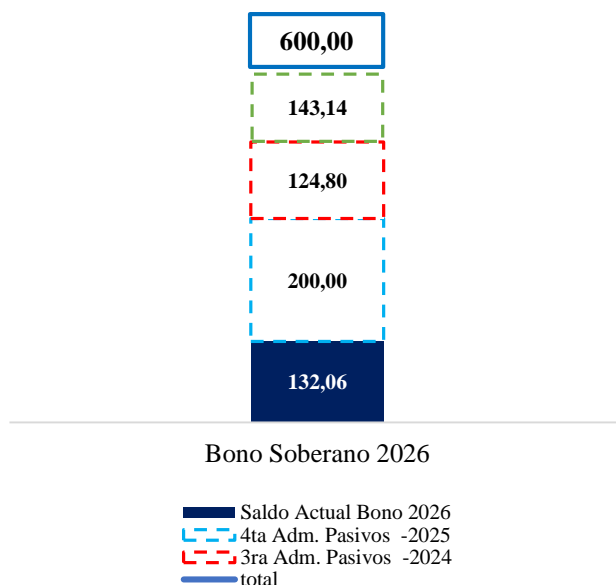 600,00
143,14
124,80
200,00
132,06
Bono Soberano 2026
Saldo Actual Bono 2026
4ta Adm. Pasivos -2025
3ra Adm. Pasivos -2024
total